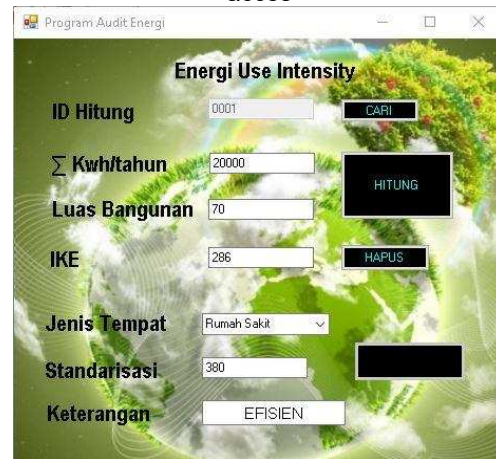 Program Audit Energi
Energi Use Intensity
ID Hitung 0001 CARI
∑ Kwh/tahun 20000
HITUNG
Luas Bangunan 70
IKE 286 HAPUS
Jenis Tempat Rumah Sakit
Standarisasi 380
Keterangan EFISIEN